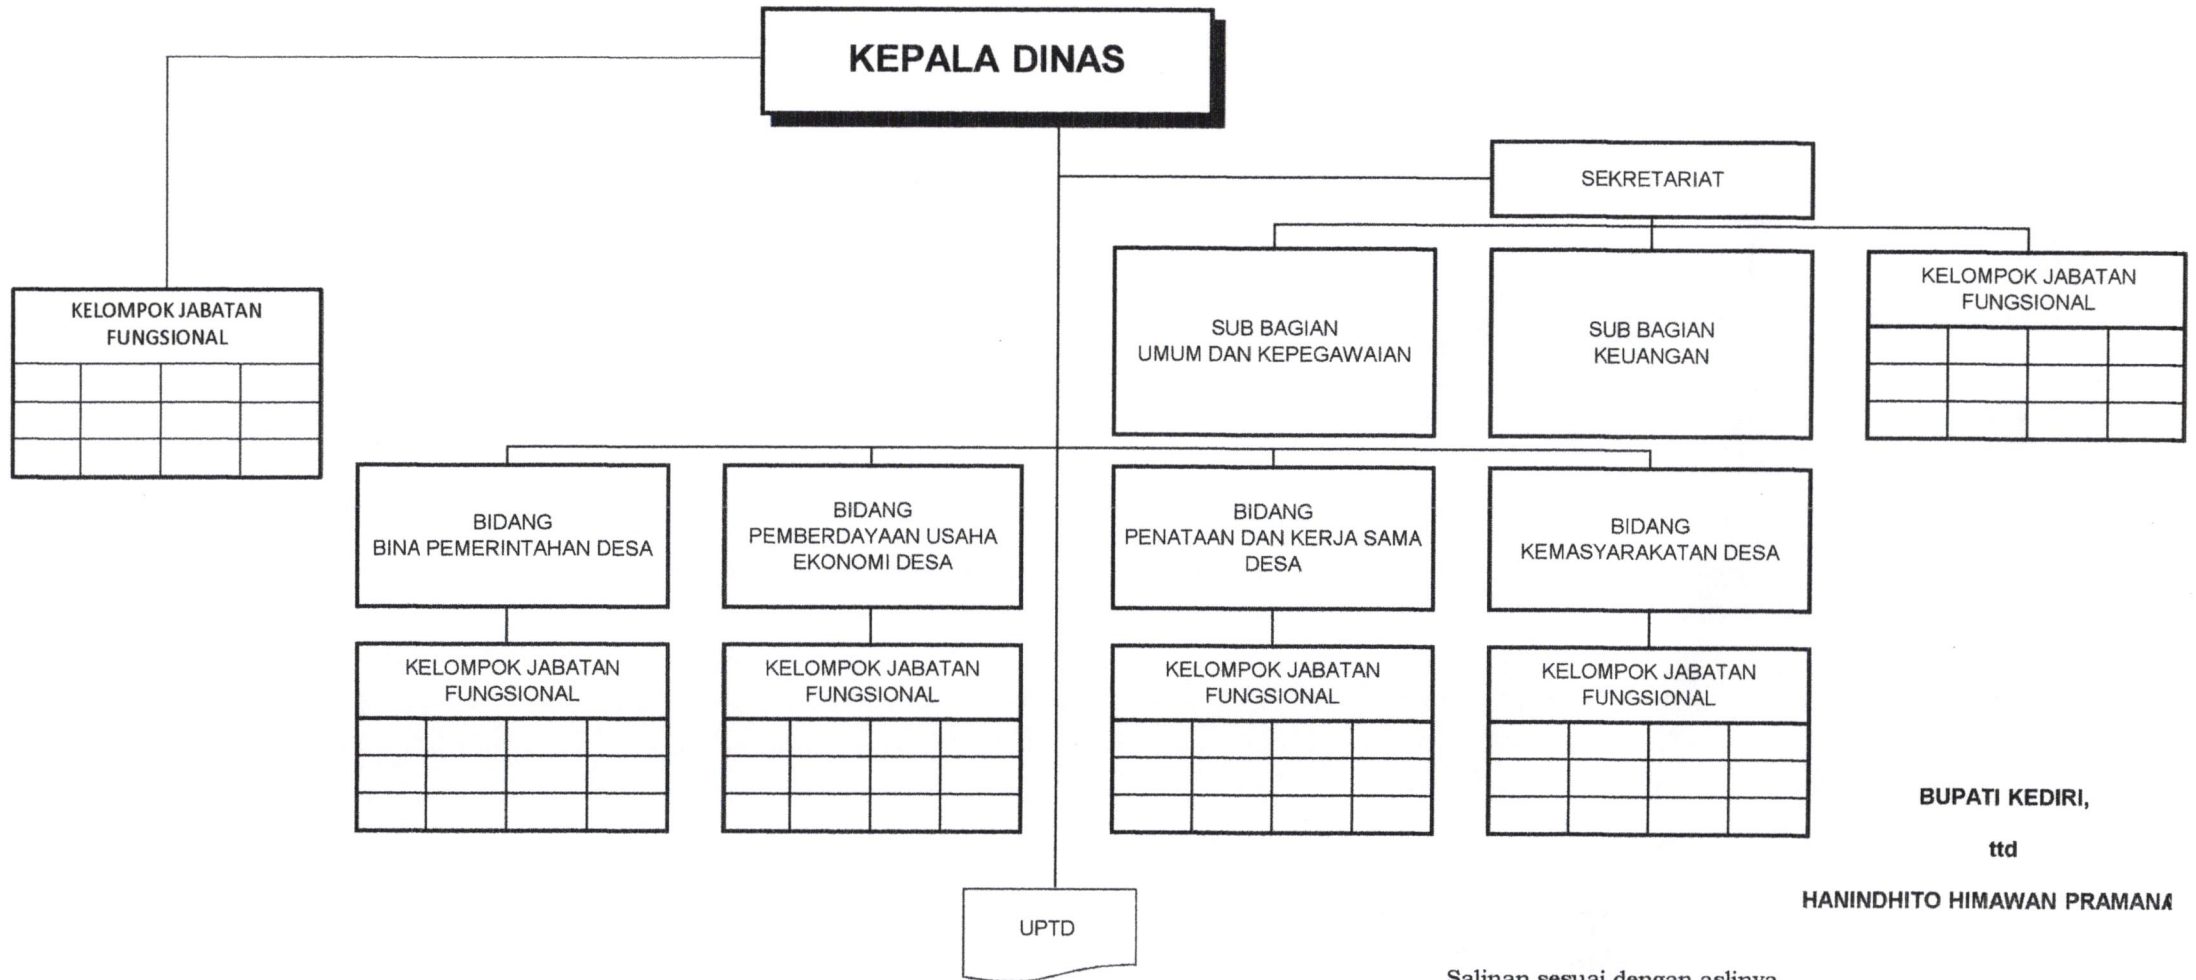 KEPALA DINAS
SEKRETARIAT
KELOMPOK JABATAN
FUNGSIONAL
SUB BAGIAN
UMUM DAN KEPEGAWAIAN
SUB BAGIAN
KEUANGAN
KELOMPOK JABATAN
FUNGSIONAL
BIDANG
BINA PEMERINTAHAN DESA
BIDANG
PEMBERDAYAAN USAHA
EKONOMI DESA
BIDANG
PENATAAN DAN KERJA SAMA
DESA
BIDANG
KEMASYARAKATAN DESA
KELOMPOK JABATAN
FUNGSIONAL
KELOMPOK JABATAN
FUNGSIONAL
KELOMPOK JABATAN
FUNGSIONAL
KELOMPOK JABATAN
FUNGSIONAL
UPTD
BUPATI KEDIRI,
ttd
HANINDHITO HIMAWAN PRAMANA
Salinan sesuai dengan aslinya